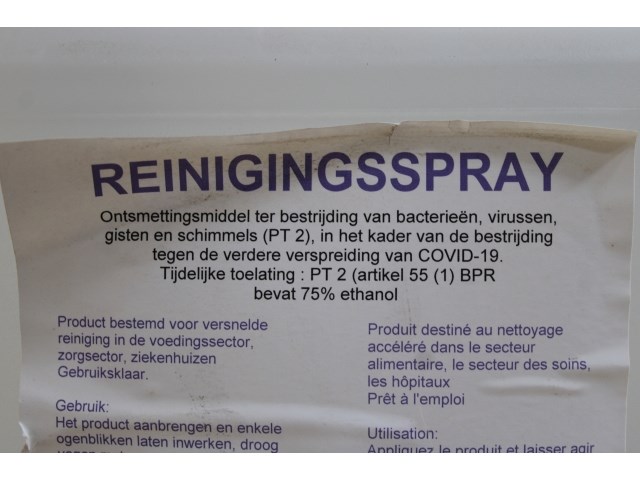 REINIGINGSSPRAY
Ontsmettingsmiddel ter bestrijding van bacterieën, virussen,
gisten en schimmels (PT 2), in het kader van de bestrijding
tegen de verdere verspreiding van COVID-19.
Tijdelijke toelating : PT 2 (artikel 55 (1) BPR
bevat 75% ethanol
Product bestemd voor versnelde
reiniging in de voedingssector,
zorgsector, ziekenhuizen
Gebruiksklaar.
Gebruik:
Het product aanbrengen en enkele
ogenblikken laten inwerken, droog
Produit destiné au nettoyage
accéléré dans le secteur
alimentaire, le secteur des soins,
les hôpitaux
Prêt à l'emploi
Utilisation:
Appliquez le produit et laisser agir